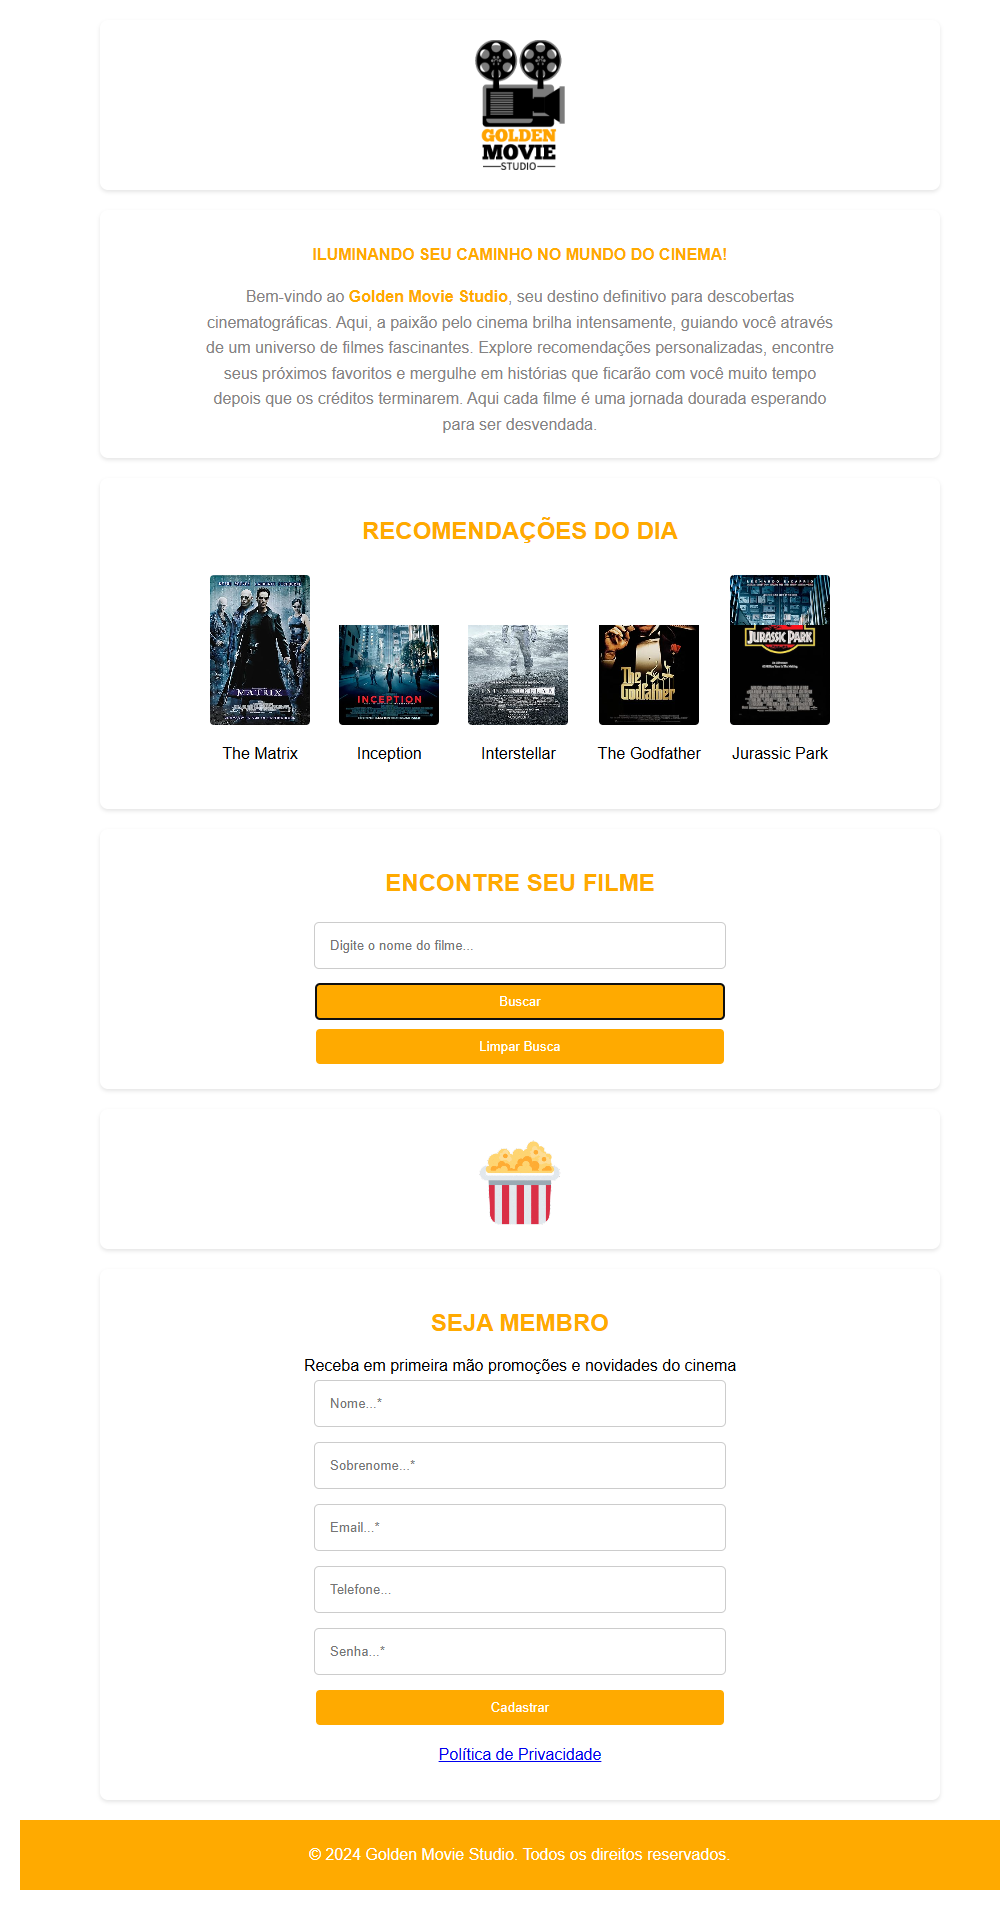 GOLDEN
MOVIE
STUDIO
ILUMINANDO SEU CAMINHO NO MUNDO DO CINEMA!
Bem-vindo ao Golden Movie Studio, seu destino definitivo para descobertas
cinematográficas. Aqui, a paixão pelo cinema brilha intensamente, guiando você através
de um universo de filmes fascinantes. Explore recomendações personalizadas, encontre
seus próximos favoritos e mergulhe em histórias que ficarão com você muito tempo
depois que os créditos terminarem. Aqui cada filme é uma jornada dourada esperando
para ser desvendada.
RECOMENDAÇÕES DO DIA
MATRIX
INCEPTION
INTERSTELLAR
The
Godfather
JURASSIC PARK
The Matrix
Inception
Interstellar
The Godfather
Jurassic Park
ENCONTRE SEU FILME
Digite o nome do filme...
Buscar
Limpar Busca
SEJA MEMBRO
Receba em primeira mão promoções e novidades do cinema
Nome...*
Sobrenome...*
Email...*
Telefone...
Senha...*
Cadastrar
Política de Privacidade
© 2024 Golden Movie Studio. Todos os direitos reservados.